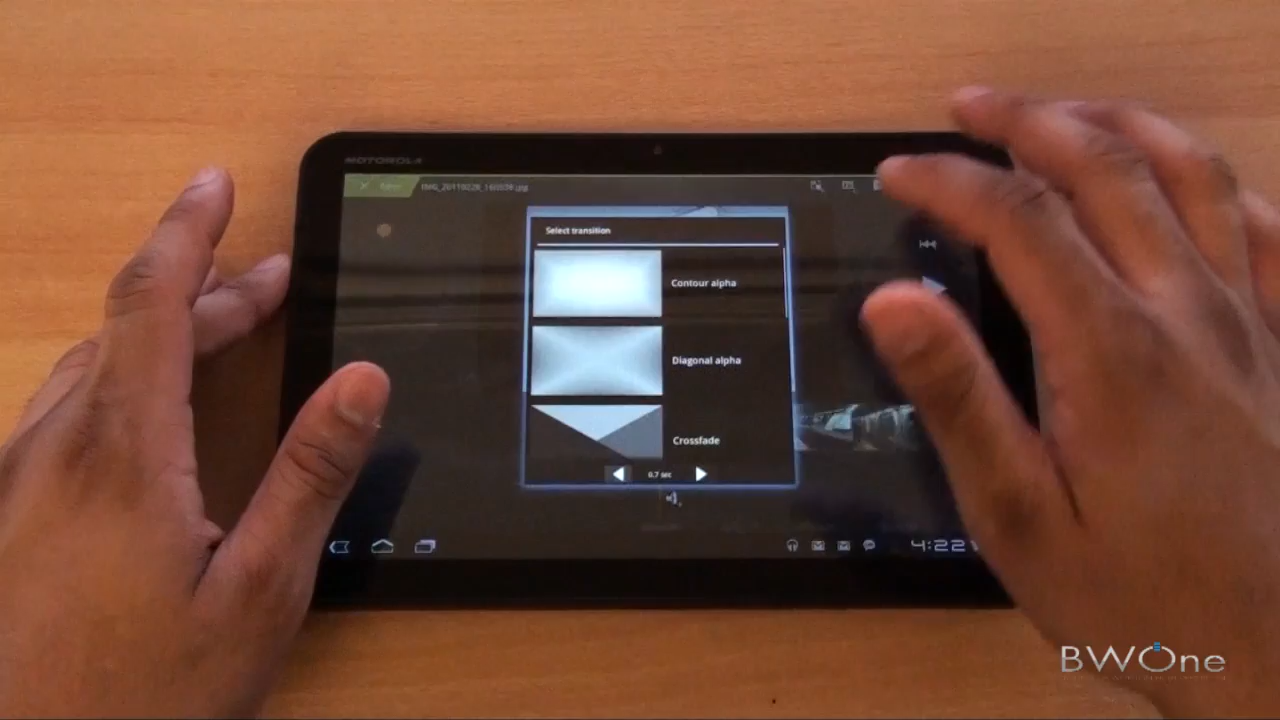 MOTOROLA
Select transition
Contour alpha
Diagonal alpha
Crossfade
0.7 sec
4:22
BWOne